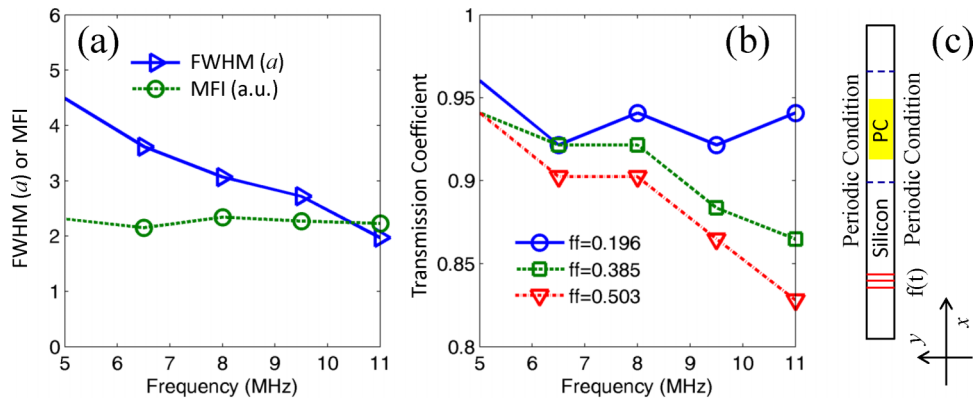 (a)
FWHM (a)
MFI (a.u.)
FWHM (a) or MFI
6
5
4
3
2
1
0
5 6 7 8 9 10 11
Frequency (MHz)
(b)
Transmission Coefficient
0.95
0.9
0.85
0.8
ff=0.196
ff=0.385
ff=0.503
5 6 7 8 9 10 11
Frequency (MHz)
(c)
Periodic Condition
PC
Silicon
Periodic Condition
f(t)
x
y